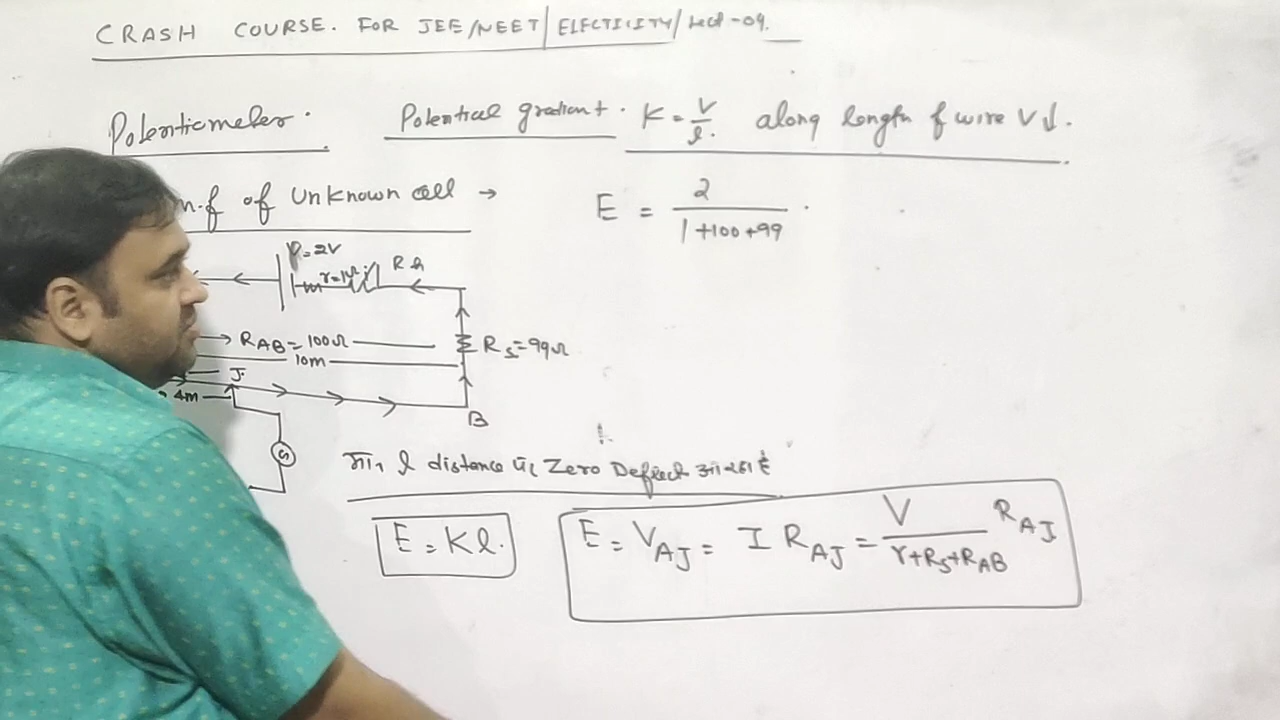 CRASH COURSE. FOR JEE/NEET/ELECTICITY/Lect-09.
Potentiometer. Potential gradient. K = V/l. along length of wire V↓.
m.f of unknown cell →
E = 2/(1+100+99)
V=2V
r=1Ω Rh
R_AB = 100Ω
R_S=99Ω
10m
J.
4m
B
G
l distance पर Zero Deflect
E = Kl.
E = V_AJ = I R_AJ = V/(r+R_S+R_AB) R_AJ